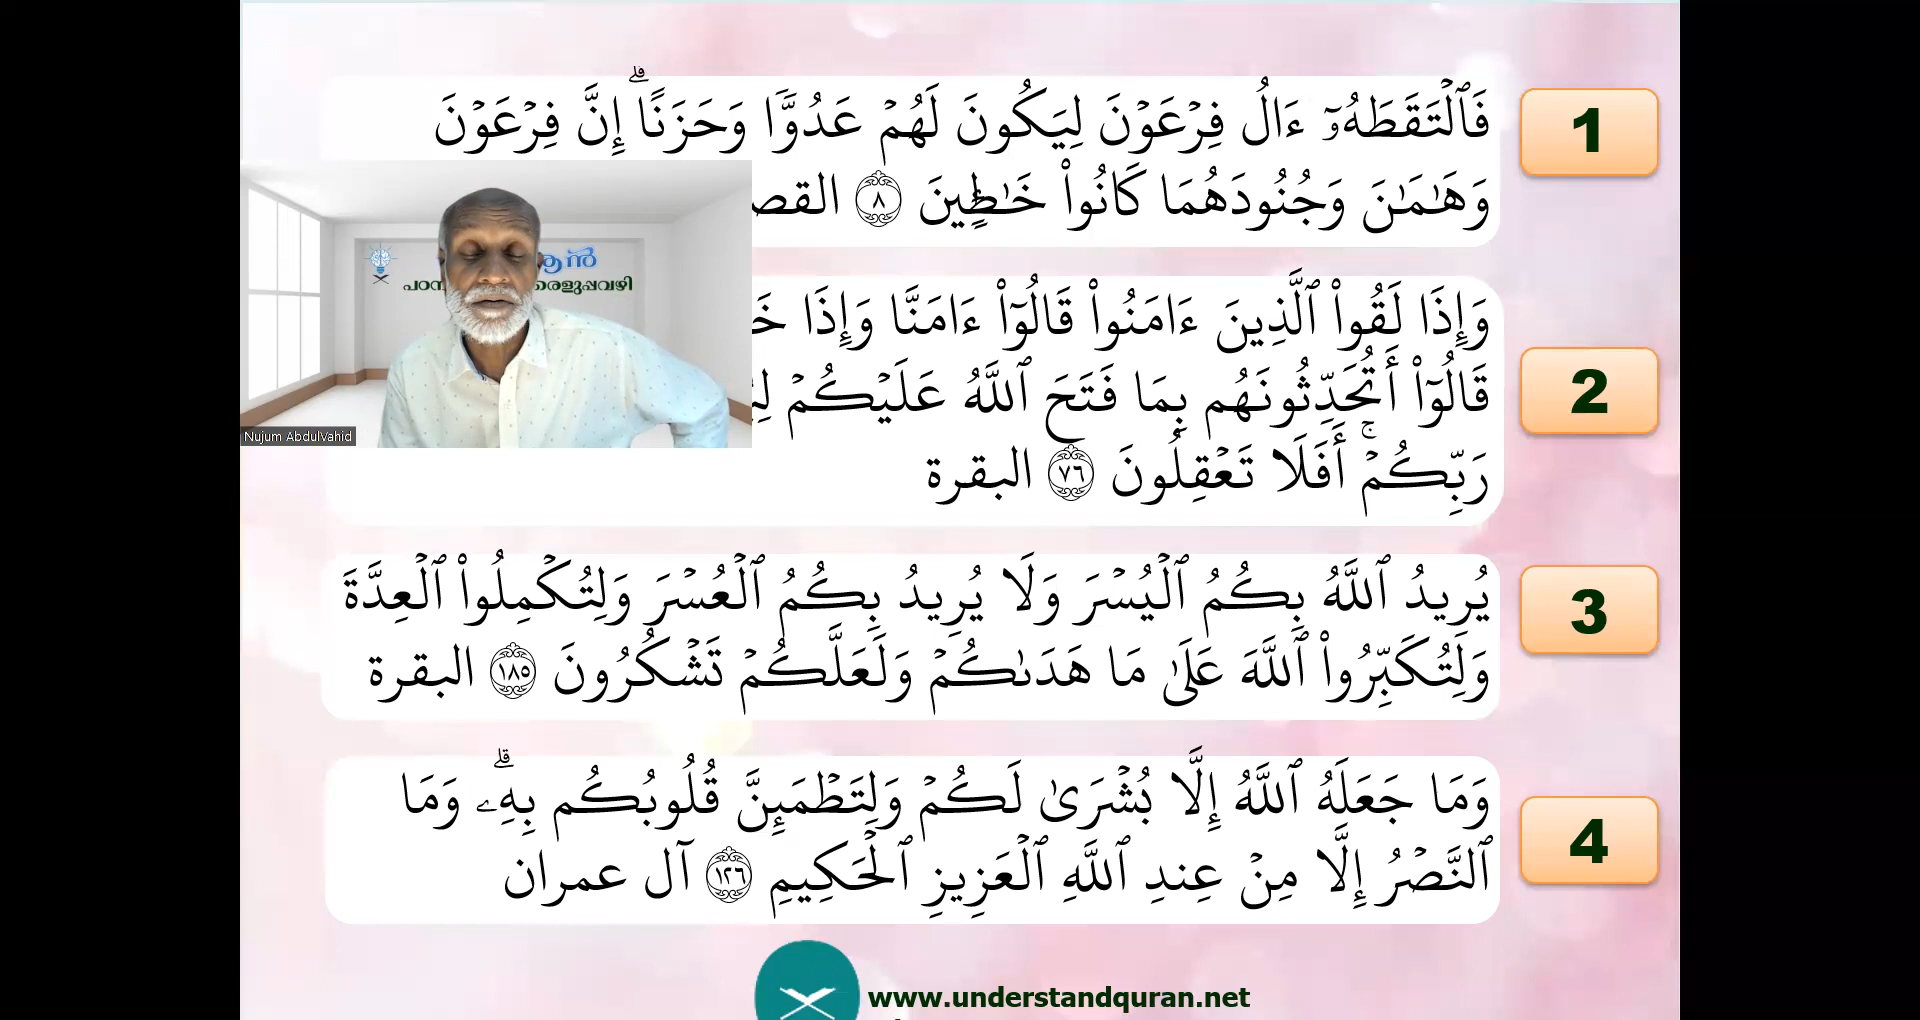 فَٱلۡتَقَطَهُۥٓ ءَالُ فِرۡعَوۡنَ لِيَكُونَ لَهُمۡ عَدُوّٗا وَحَزَنًاۗ إِنَّ فِرۡعَوۡنَ
1
وَهَٰمَٰنَ وَجُنُودَهُمَا كَانُواْ خَٰطِـِٔينَ ٨
وَإِذَا لَقُواْ ٱلَّذِينَ ءَامَنُواْ قَالُوٓاْ ءَامَنَّا وَإِذَا
2
قَالُوٓاْ أَتُحَدِّثُونَهُم بِمَا فَتَحَ ٱللَّهُ عَلَيۡكُمۡ
رَبِّكُمۡۚ أَفَلَا تَعۡقِلُونَ ٧٦ البقرة
يُرِيدُ ٱللَّهُ بِكُمُ ٱلۡيُسۡرَ وَلَا يُرِيدُ بِكُمُ ٱلۡعُسۡرَ وَلِتُكۡمِلُواْ ٱلۡعِدَّةَ
3
وَلِتُكَبِّرُواْ ٱللَّهَ عَلَىٰ مَا هَدَىٰكُمۡ وَلَعَلَّكُمۡ تَشۡكُرُونَ ١٨٥ البقرة
وَمَا جَعَلَهُ ٱللَّهُ إِلَّا بُشۡرَىٰ لَكُمۡ وَلِتَطۡمَئِنَّ قُلُوبُكُم بِهِۦۗ وَمَا
4
ٱلنَّصۡرُ إِلَّا مِنۡ عِندِ ٱللَّهِ ٱلۡعَزِيزِ ٱلۡحَكِيمِ ١٢٦ آل عمران
Nujum AbdulVahid
www.understandquran.net